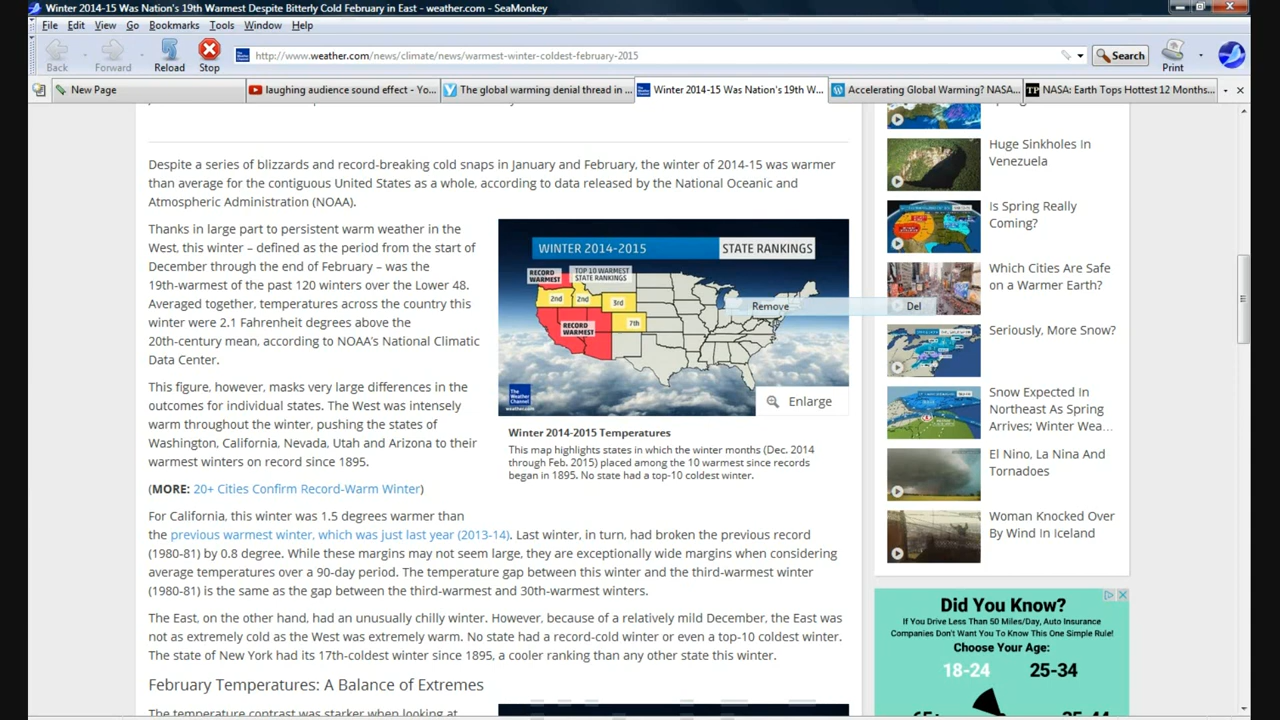 Winter 2014-15 Was Nation's 19th Warmest Despite Bitterly Cold February in East - weather.com - SeaMonkey
File Edit View Go Bookmarks Tools Window Help
Back Forward Reload Stop
http://www.weather.com/news/climate/news/warmest-winter-coldest-february-2015
Search Print
New Page
laughing audience sound effect - Yo...
The global warming denial thread in ...
Winter 2014-15 Was Nation's 19th W...
Accelerating Global Warming? NASA...
NASA: Earth Tops Hottest 12 Months...
Despite a series of blizzards and record-breaking cold snaps in January and February, the winter of 2014-15 was warmer
than average for the contiguous United States as a whole, according to data released by the National Oceanic and
Atmospheric Administration (NOAA).
Thanks in large part to persistent warm weather in the
West, this winter – defined as the period from the start of
December through the end of February – was the
19th-warmest of the past 120 winters over the Lower 48.
Averaged together, temperatures across the country this
winter were 2.1 Fahrenheit degrees above the
20th-century mean, according to NOAA's National Climatic
Data Center.
This figure, however, masks very large differences in the
outcomes for individual states. The West was intensely
warm throughout the winter, pushing the states of
Washington, California, Nevada, Utah and Arizona to their
warmest winters on record since 1895.
(MORE: 20+ Cities Confirm Record-Warm Winter)
WINTER 2014-2015 STATE RANKINGS
RECORD
WARMEST
TOP 10 WARMEST
STATE RANKINGS
2nd
2nd
3rd
7th
RECORD
WARMEST
The
Weather
Channel
weather.com
Remove Del
Enlarge
Winter 2014-2015 Temperatures
This map highlights states in which the winter months (Dec. 2014
through Feb. 2015) placed among the 10 warmest since records
began in 1895. No state had a top-10 coldest winter.
For California, this winter was 1.5 degrees warmer than
the previous warmest winter, which was just last year (2013-14). Last winter, in turn, had broken the previous record
(1980-81) by 0.8 degree. While these margins may not seem large, they are exceptionally wide margins when considering
average temperatures over a 90-day period. The temperature gap between this winter and the third-warmest winter
(1980-81) is the same as the gap between the third-warmest and 30th-warmest winters.
The East, on the other hand, had an unusually chilly winter. However, because of a relatively mild December, the East was
not as extremely cold as the West was extremely warm. No state had a record-cold winter or even a top-10 coldest winter.
The state of New York had its 17th-coldest winter since 1895, a cooler ranking than any other state this winter.
February Temperatures: A Balance of Extremes
The temperature contrast was starker when looking at
Huge Sinkholes In
Venezuela
Is Spring Really
Coming?
Which Cities Are Safe
on a Warmer Earth?
Seriously, More Snow?
Snow Expected In
Northeast As Spring
Arrives; Winter Wea...
El Nino, La Nina And
Tornadoes
Woman Knocked Over
By Wind In Iceland
Did You Know?
If You Drive Less Than 50 Miles/Day, Auto Insurance
Companies Don't Want You To Know This One Simple Rule!
Choose Your Age:
18-24 25-34